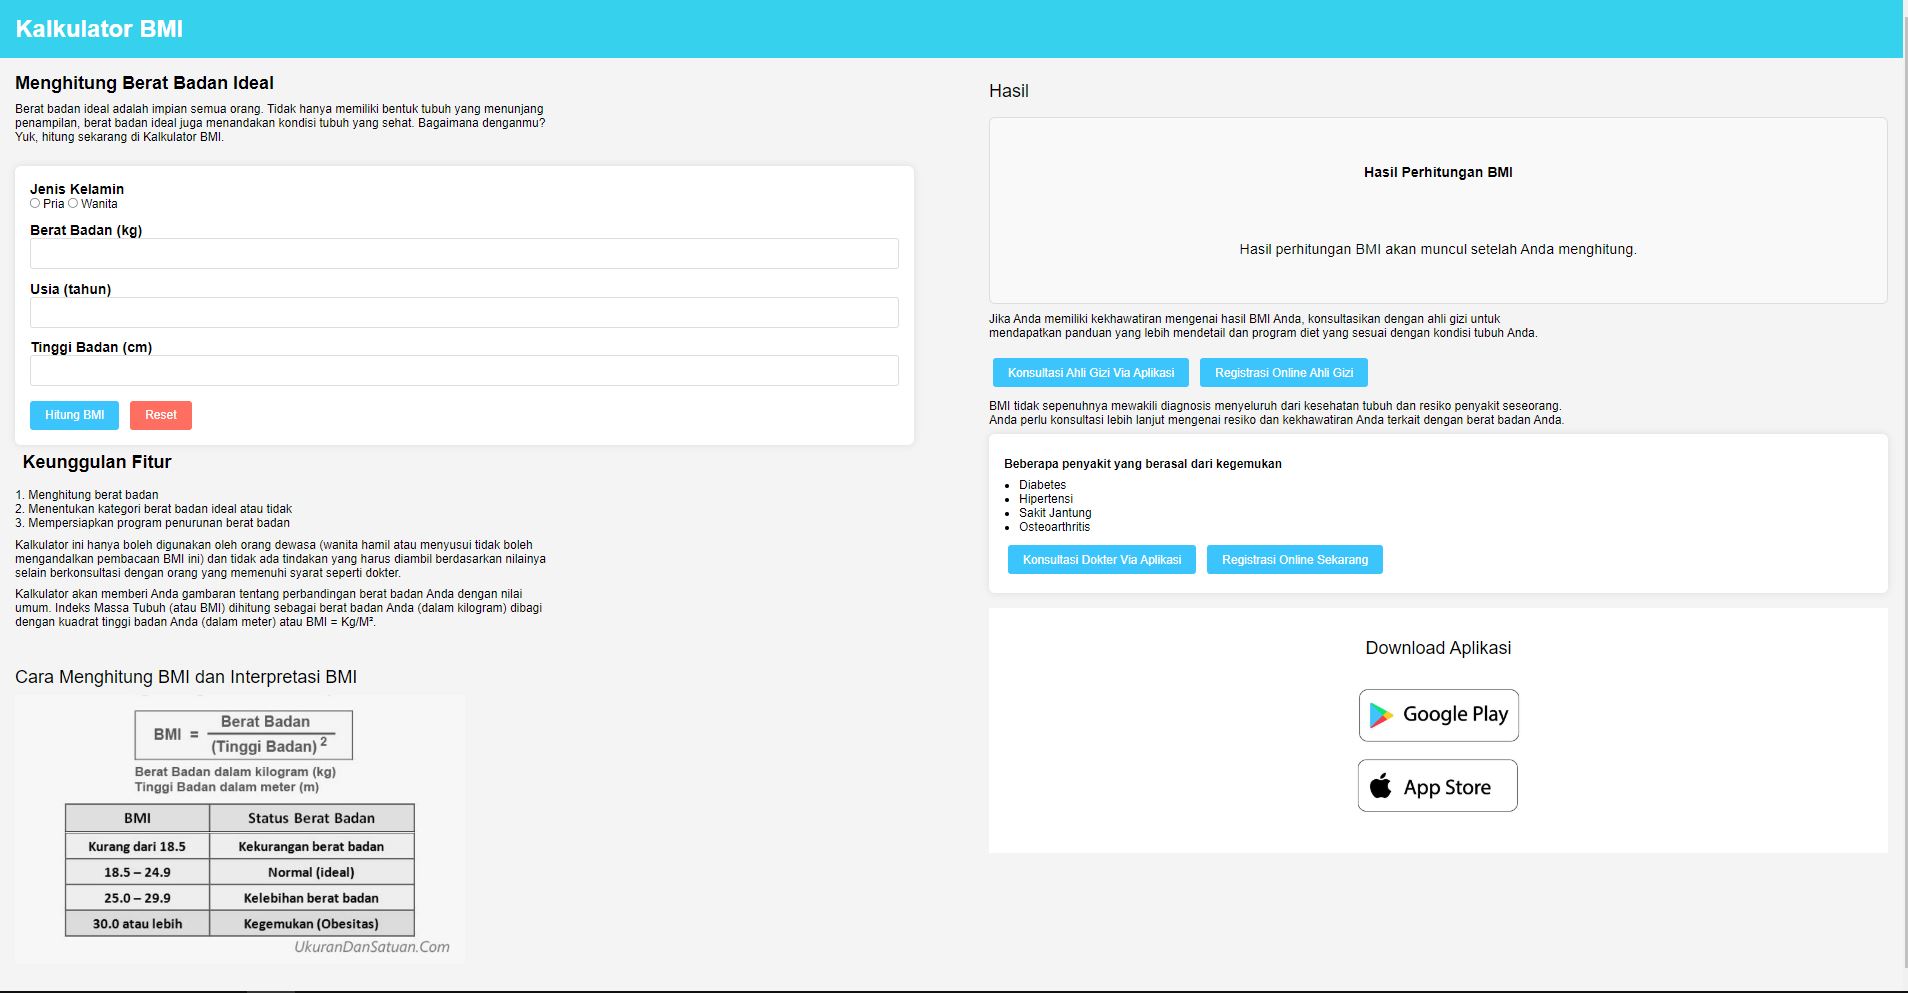 Kalkulator BMI
Menghitung Berat Badan Ideal
Berat badan ideal adalah impian semua orang. Tidak hanya memiliki bentuk tubuh yang menunjang
penampilan, berat badan ideal juga menandakan kondisi tubuh yang sehat. Bagaimana denganmu?
Yuk, hitung sekarang di Kalkulator BMI.
Jenis Kelamin
Pria Wanita
Berat Badan (kg)
Usia (tahun)
Tinggi Badan (cm)
Hitung BMI Reset
Keunggulan Fitur
1. Menghitung berat badan
2. Menentukan kategori berat badan ideal atau tidak
3. Mempersiapkan program penurunan berat badan
Kalkulator ini hanya boleh digunakan oleh orang dewasa (wanita hamil atau menyusui tidak boleh
mengandalkan pembacaan BMI ini) dan tidak ada tindakan yang harus diambil berdasarkan nilainya
selain berkonsultasi dengan orang yang memenuhi syarat seperti dokter.
Kalkulator akan memberi Anda gambaran tentang perbandingan berat badan Anda dengan nilai
umum. Indeks Massa Tubuh (atau BMI) dihitung sebagai berat badan Anda (dalam kilogram) dibagi
dengan kuadrat tinggi badan Anda (dalam meter) atau BMI = Kg/M².
Cara Menghitung BMI dan Interpretasi BMI
BMI = Berat Badan
(Tinggi Badan) 2
Berat Badan dalam kilogram (kg)
Tinggi Badan dalam meter (m)
BMI Status Berat Badan
Kurang dari 18.5 Kekurangan berat badan
18.5 – 24.9 Normal (ideal)
25.0 – 29.9 Kelebihan berat badan
30.0 atau lebih Kegemukan (Obesitas)
UkuranDanSatuan.Com
Hasil
Hasil Perhitungan BMI
Hasil perhitungan BMI akan muncul setelah Anda menghitung.
Jika Anda memiliki kekhawatiran mengenai hasil BMI Anda, konsultasikan dengan ahli gizi untuk
mendapatkan panduan yang lebih mendetail dan program diet yang sesuai dengan kondisi tubuh Anda.
Konsultasi Ahli Gizi Via Aplikasi Registrasi Online Ahli Gizi
BMI tidak sepenuhnya mewakili diagnosis menyeluruh dari kesehatan tubuh dan resiko penyakit seseorang.
Anda perlu konsultasi lebih lanjut mengenai resiko dan kekhawatiran Anda terkait dengan berat badan Anda.
Beberapa penyakit yang berasal dari kegemukan
• Diabetes
• Hipertensi
• Sakit Jantung
• Osteoarthritis
Konsultasi Dokter Via Aplikasi Registrasi Online Sekarang
Download Aplikasi
Google Play
App Store